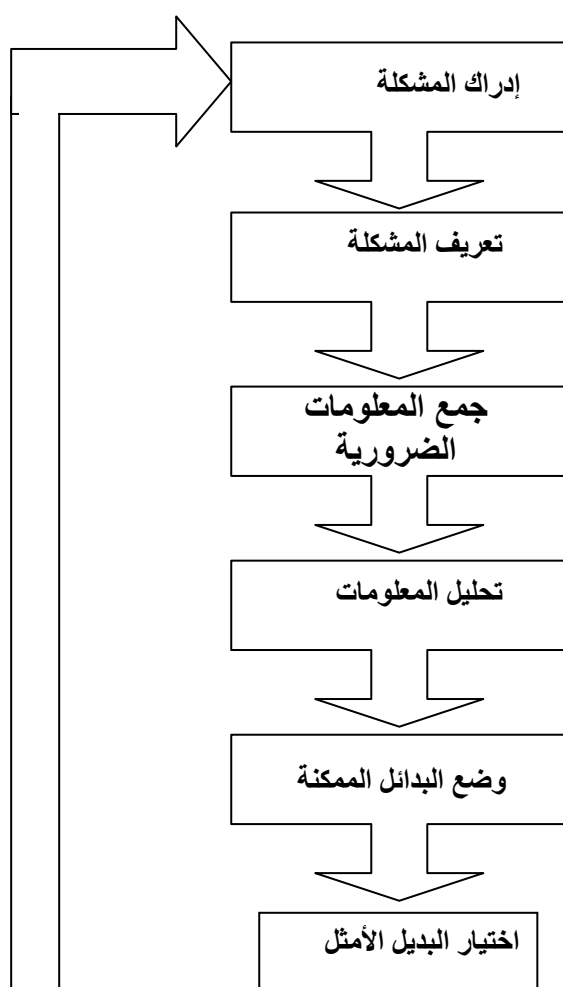 إدراك المشكلة
تعريف المشكلة
جمع المعلومات
الضرورية
تحليل المعلومات
وضع البدائل الممكنة
اختيار البديل الأمثل